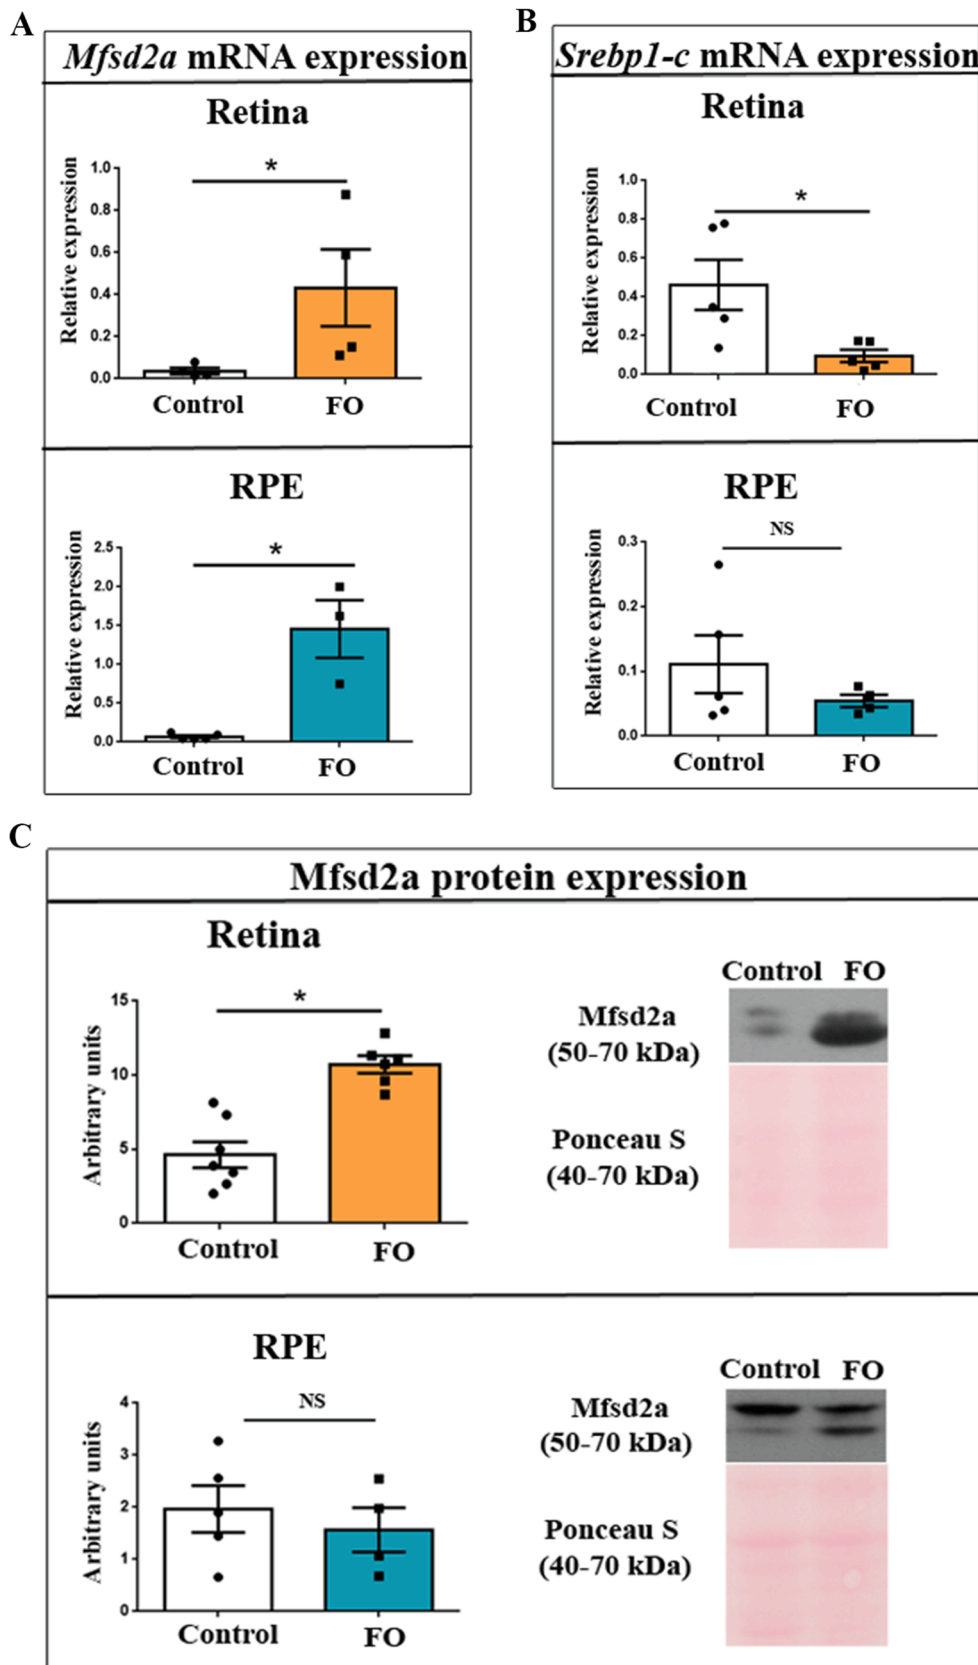 A
Mfsd2a mRNA expression
Retina
*
Relative expression
1.0
0.8
0.6
0.4
0.2
0.0
Control FO
RPE
*
Relative expression
2.5
2.0
1.5
1.0
0.5
0.0
Control FO
B
Srebp1-c mRNA expression
Retina
*
Relative expression
1.0
0.8
0.6
0.4
0.2
0.0
Control FO
RPE
NS
Relative expression
0.3
0.2
0.1
0.0
Control FO
C
Mfsd2a protein expression
Retina
*
Arbitrary units
15
10
5
0
Control FO
Control FO
Mfsd2a
(50-70 kDa)
Ponceau S
(40-70 kDa)
RPE
NS
Arbitrary units
4
3
2
1
0
Control FO
Control FO
Mfsd2a
(50-70 kDa)
Ponceau S
(40-70 kDa)